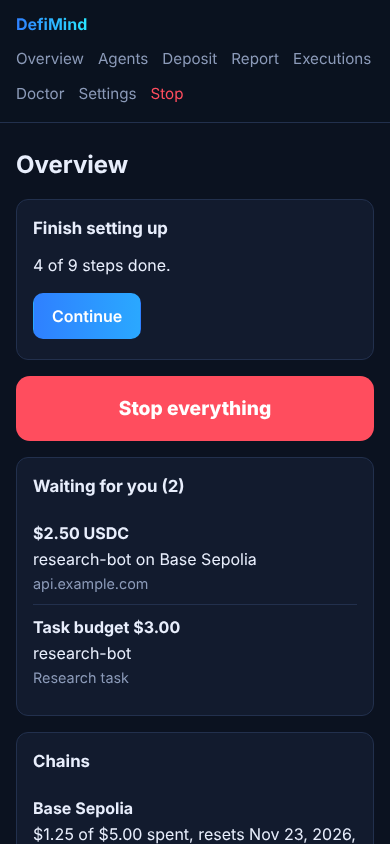 DefiMind
Overview Agents Deposit Report Executions
Doctor Settings Stop
Overview
Finish setting up
4 of 9 steps done.
Continue
Stop everything
Waiting for you (2)
$2.50 USDC
research-bot on Base Sepolia
api.example.com
Task budget $3.00
research-bot
Research task
Chains
Base Sepolia
$1.25 of $5.00 spent, resets Nov 23, 2026,